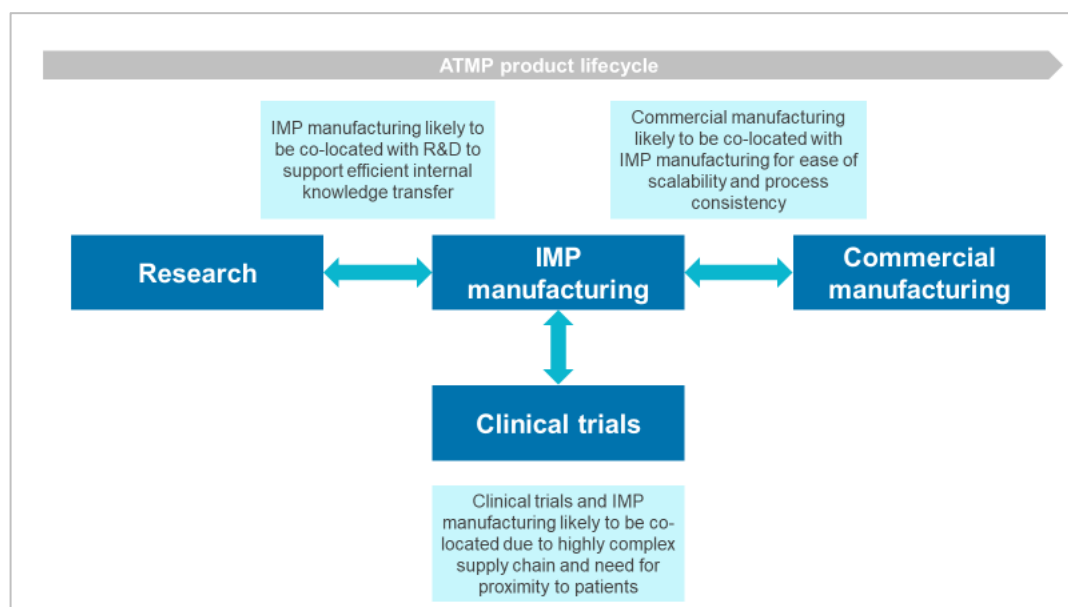 ATMP product lifecycle
IMP manufacturing likely to
be co-located with R&D to
support efficient internal
knowledge transfer
Commercial manufacturing
likely to be co-located with
IMP manufacturing for ease of
scalability and process
consistency
Research
IMP
manufacturing
Commercial
manufacturing
Clinical trials
Clinical trials and IMP
manufacturing likely to be co-
located due to highly complex
supply chain and need for
proximity to patients